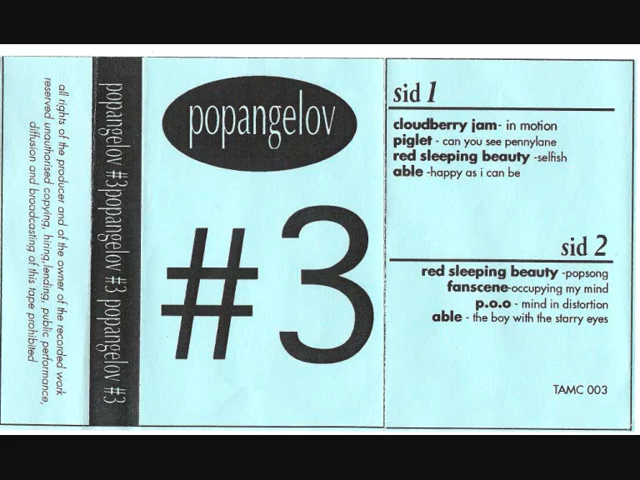 all rights of the producer and of the owner of the recorded work
reserved unauthorised copying, hiring, lending, public performance,
diffusion and broadcasting of this tape prohibited
popangelov #3popangelov #3 popangelov #3
popangelov
#3
sid 1
cloudberry jam- in motion
piglet - can you see pennylane
red sleeping beauty -selfish
able -happy as i can be
sid 2
red sleeping beauty -popsong
fanscene-occupying my mind
p.o.o - mind in distortion
able - the boy with the starry eyes
TAMC 003